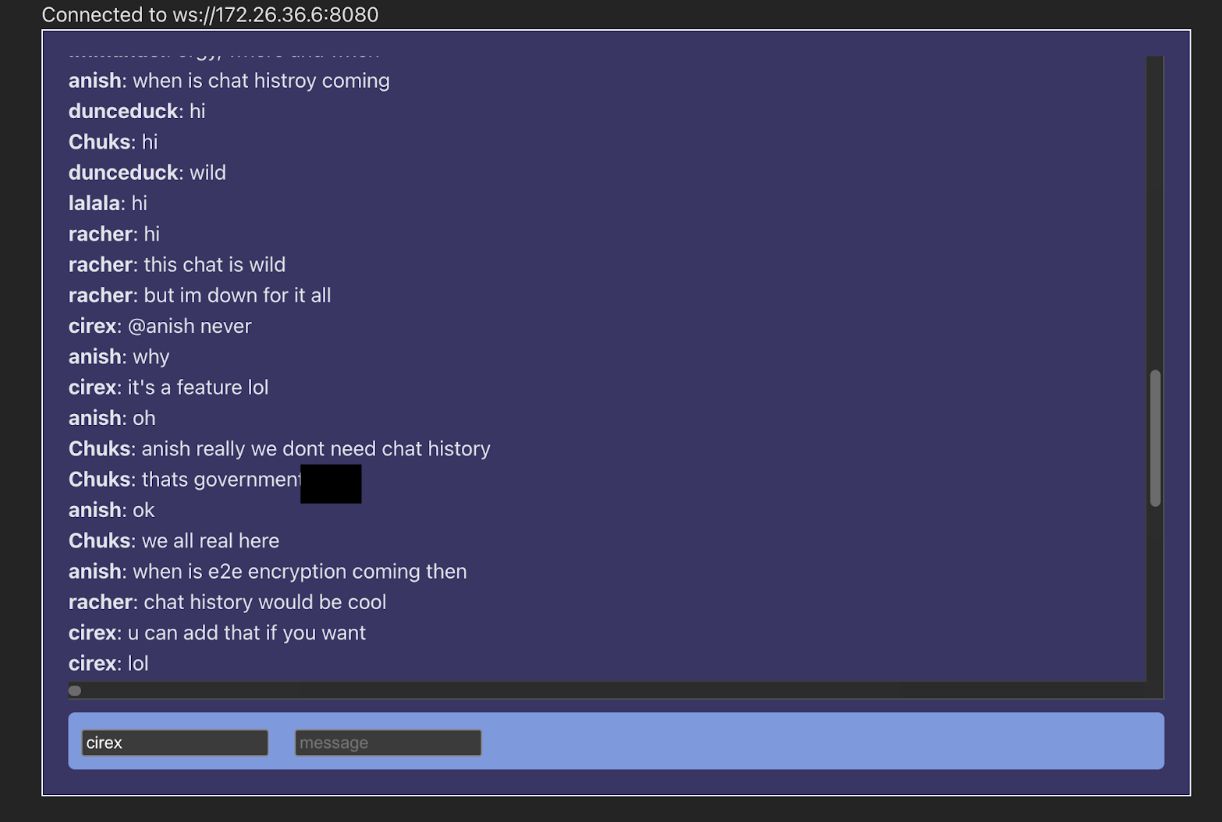 Connected to ws://172.26.36.6:8080
anish: when is chat histroy coming
dunceduck: hi
Chuks: hi
dunceduck: wild
lalala: hi
racher: hi
racher: this chat is wild
racher: but im down for it all
cirex: @anish never
anish: why
cirex: it's a feature lol
anish: oh
Chuks: anish really we dont need chat history
Chuks: thats government
anish: ok
Chuks: we all real here
anish: when is e2e encryption coming then
racher: chat history would be cool
cirex: u can add that if you want
cirex: lol
cirex message